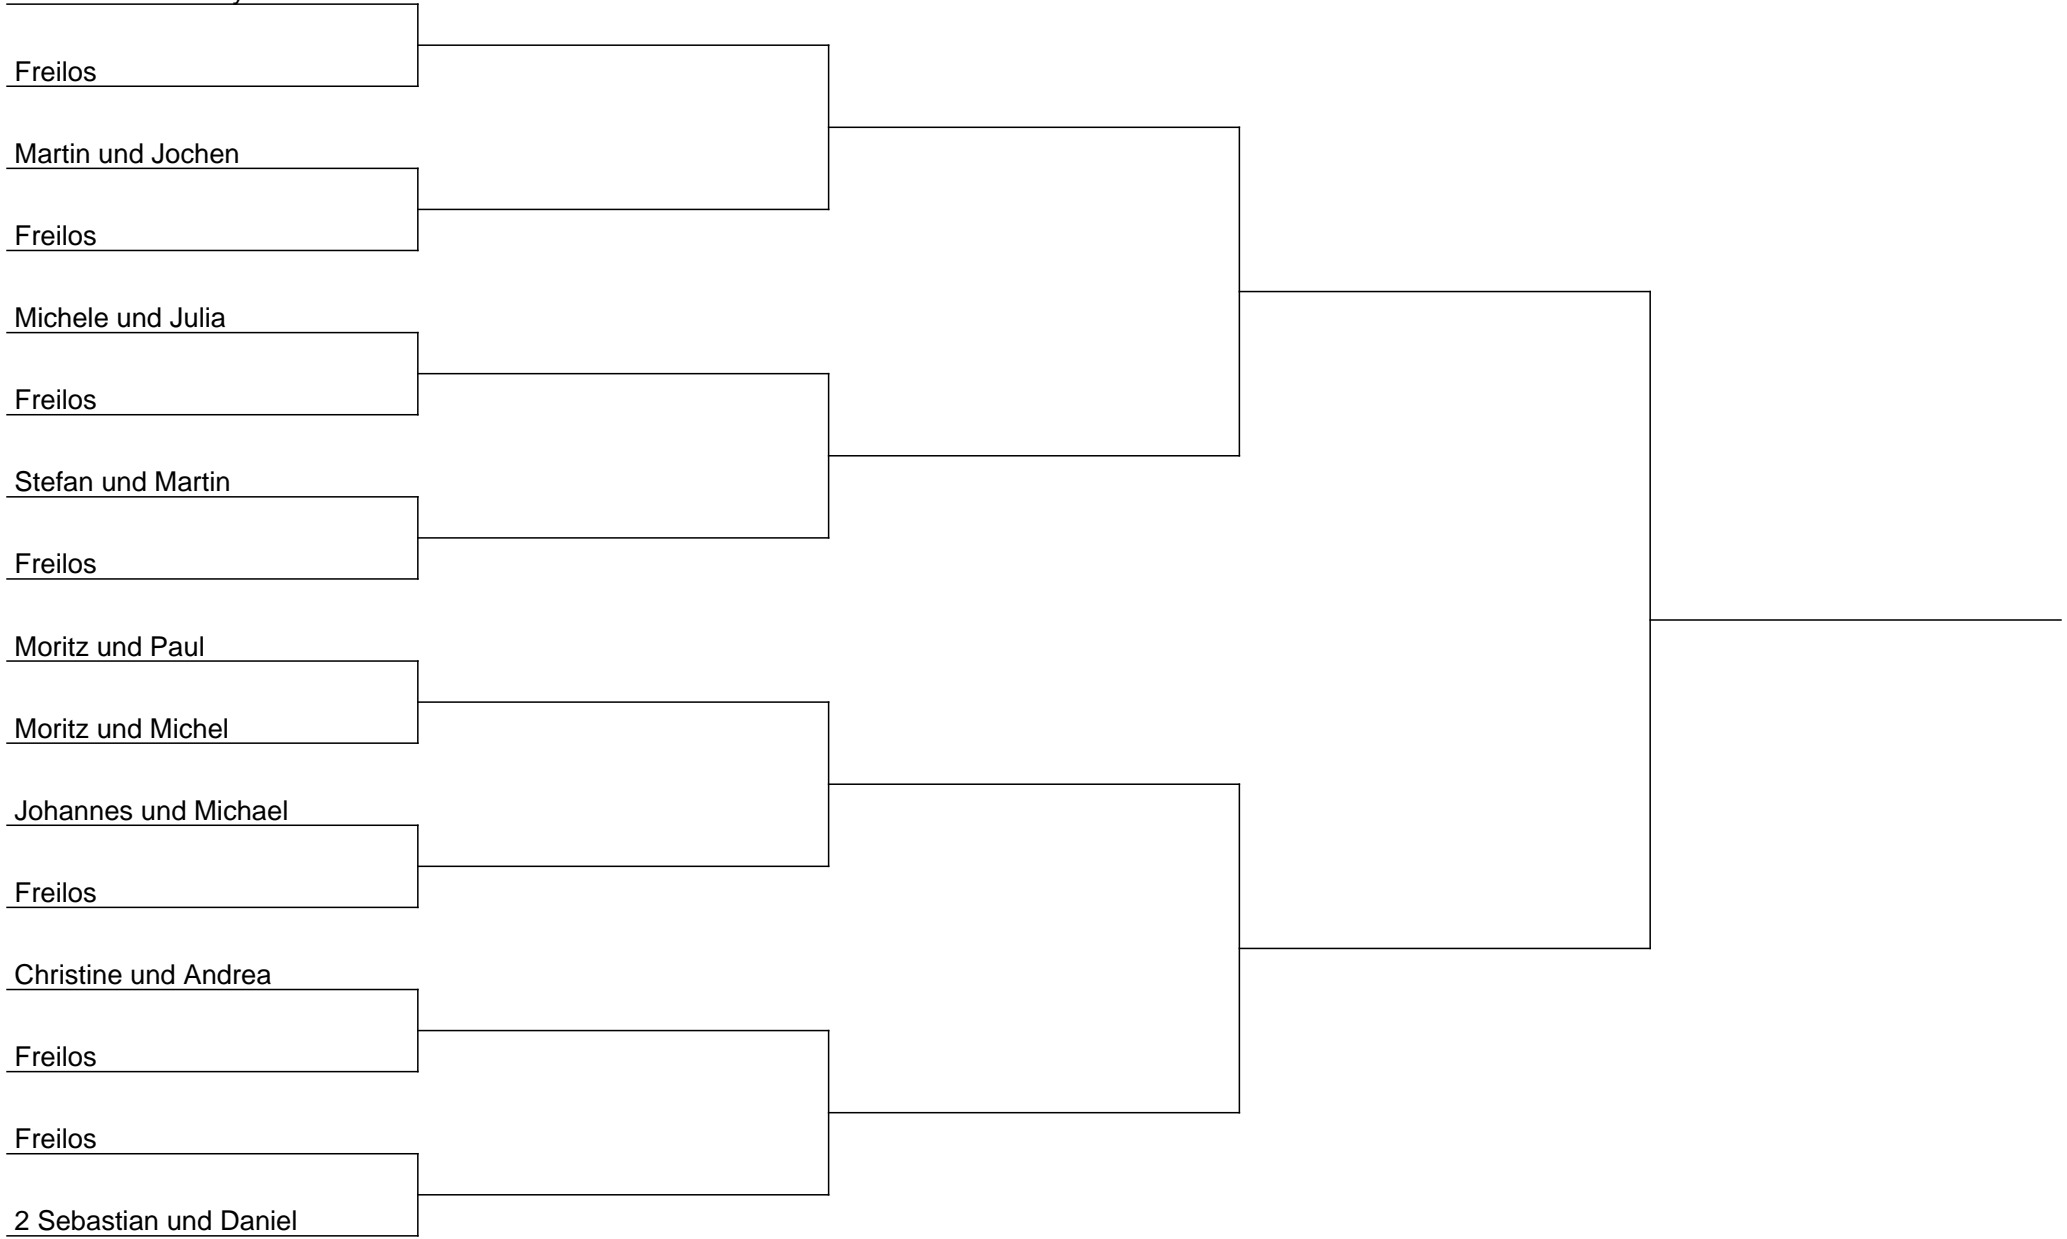 Freilos
Martin und Jochen
Freilos
Michele und Julia
Freilos
Stefan und Martin
Freilos
Moritz und Paul
Moritz und Michel
Johannes und Michael
Freilos
Christine und Andrea
Freilos
Freilos
2 Sebastian und Daniel